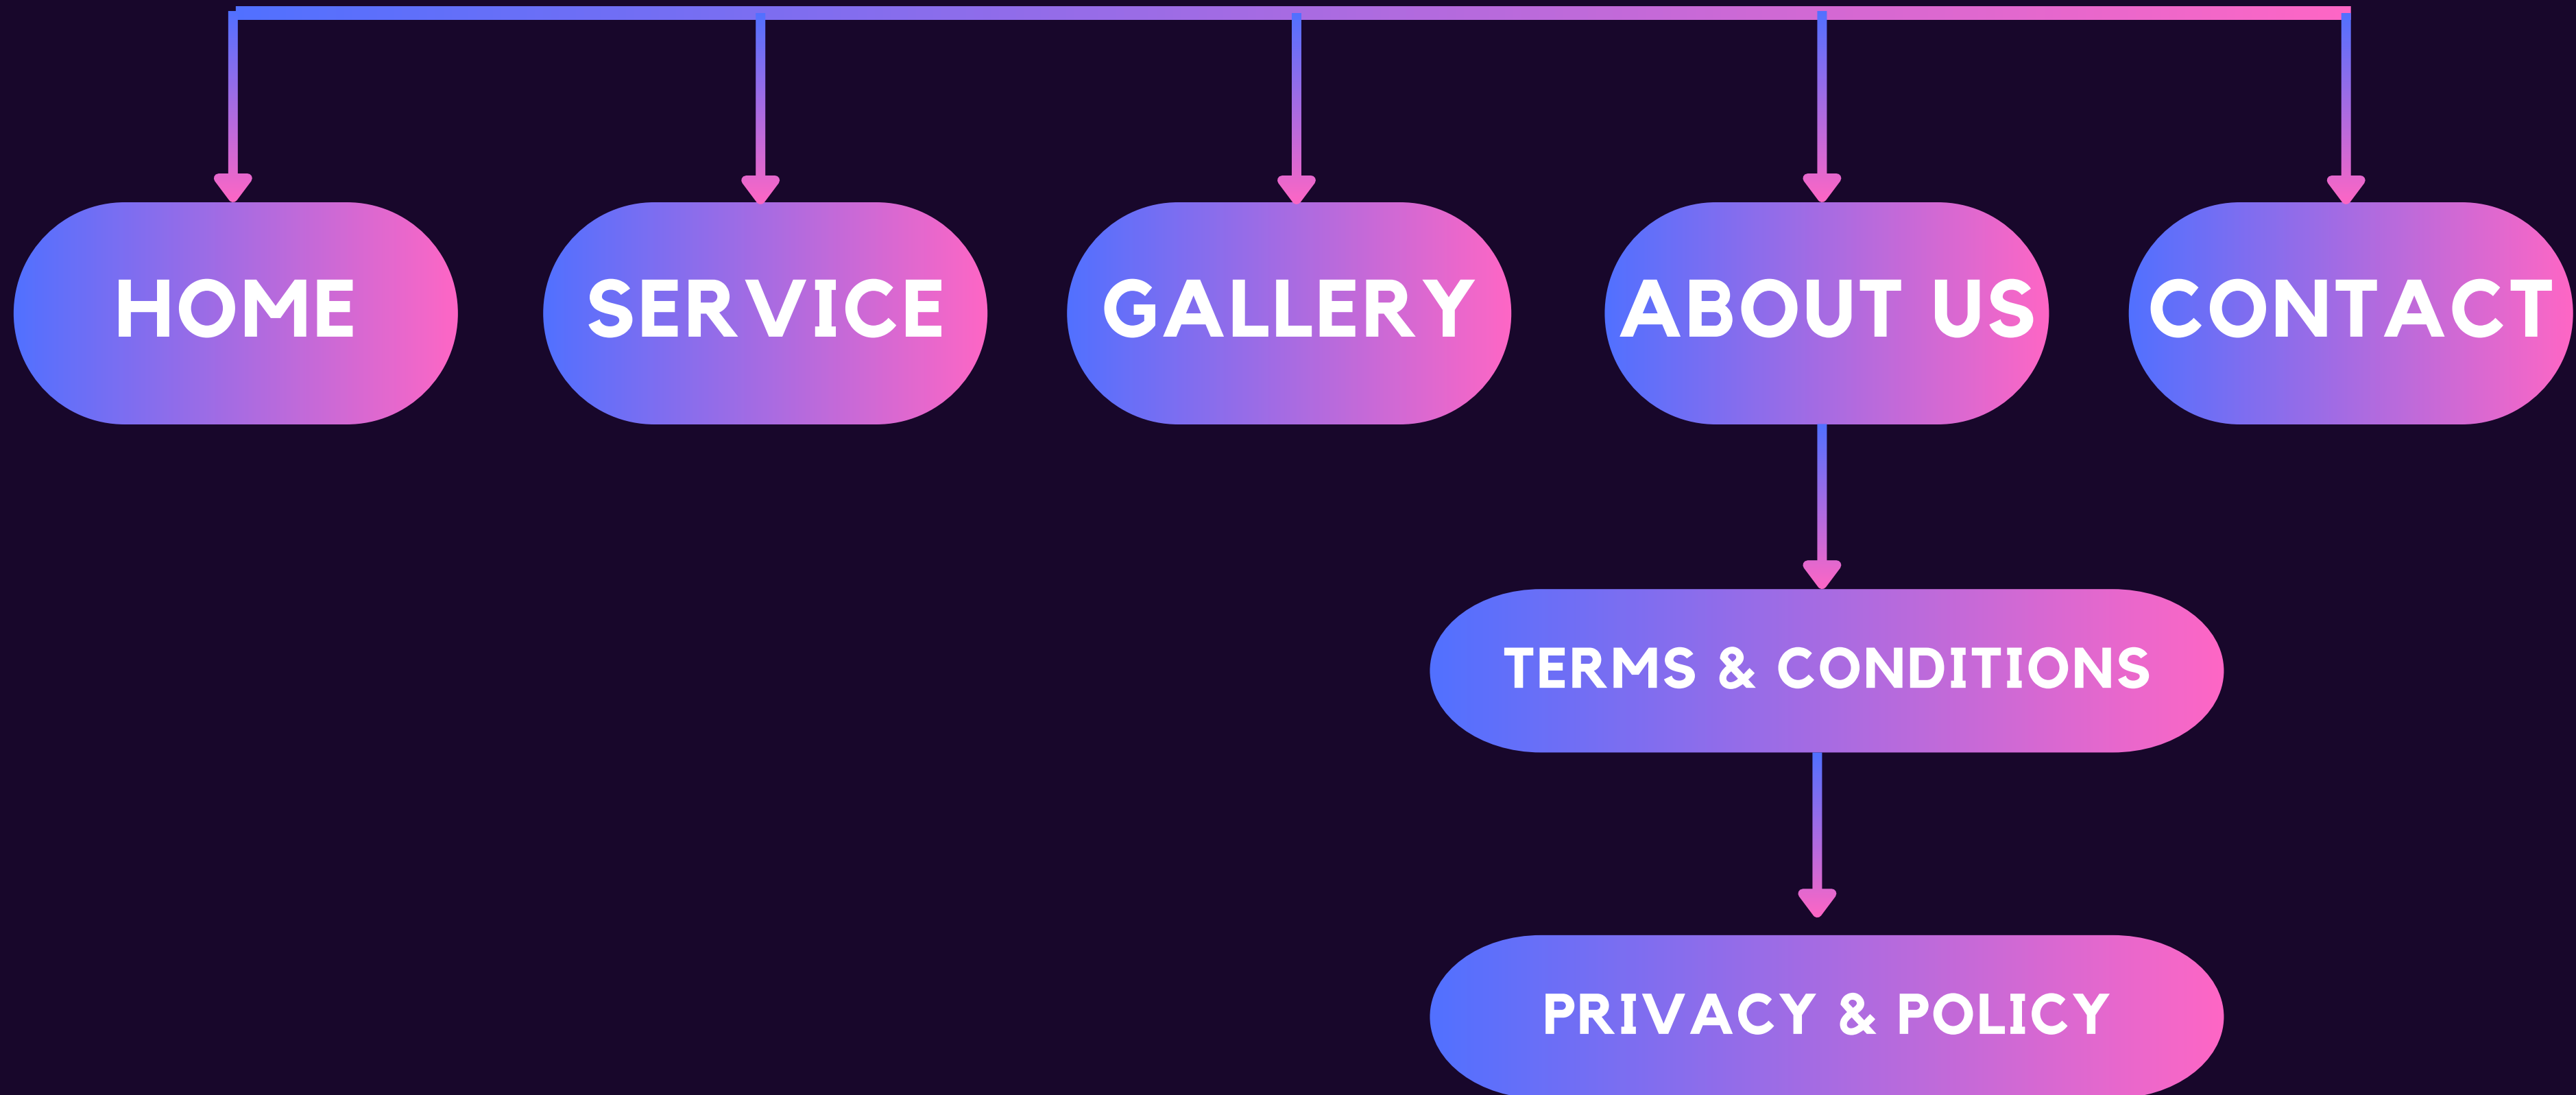 HOME
SERVICE
GALLERY
ABOUT US
CONTACT
TERMS & CONDITIONS
PRIVACY & POLICY